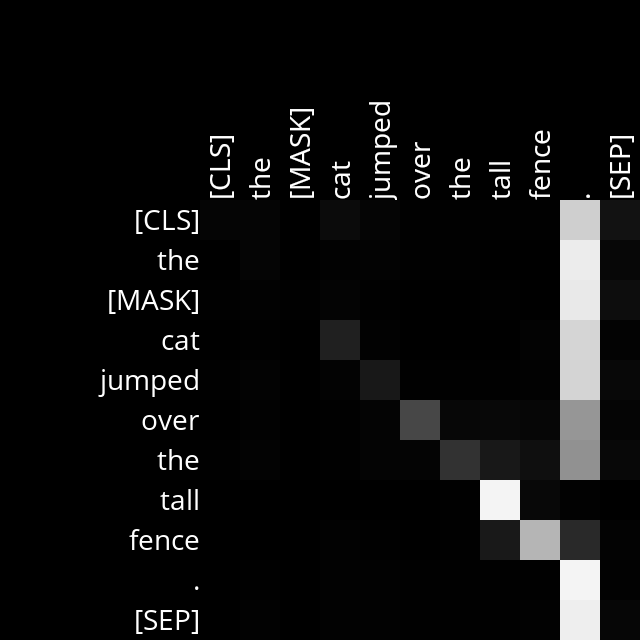 [CLS] the [MASK] cat jumped over the tall fence . [SEP]
[CLS]
the
[MASK]
cat
jumped
over
the
tall
fence
.
[SEP]